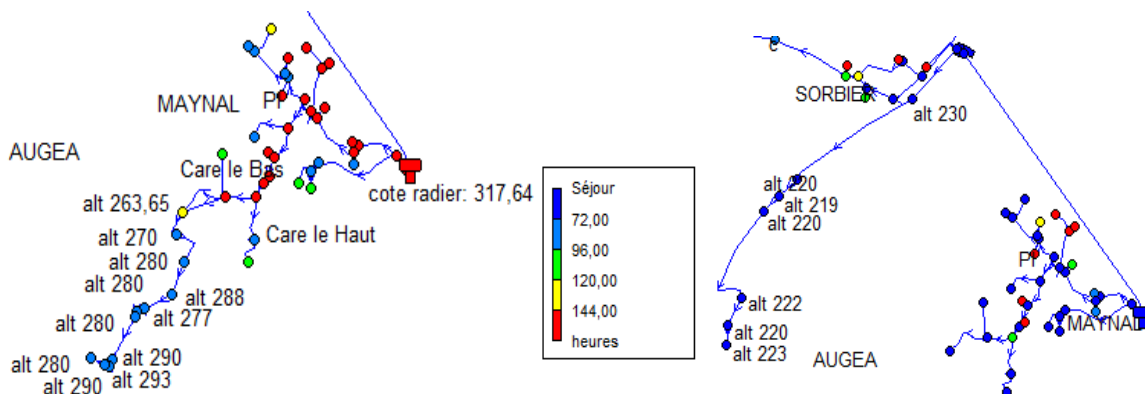 MAYNAL
PI
AUGEA
Care le Bas
cote radier: 317,64
alt 263,65
Care le Haut
alt 270
alt 280
alt 280
alt 288
alt 277
alt 280
alt 280
alt 290
alt 293
alt 290
Séjour
72,00
96,00
120,00
144,00
heures
c
SORBIER
alt 230
alt 220
alt 219
alt 220
PI
alt 222
MAYNAL
alt 220
alt 223
AUGEA